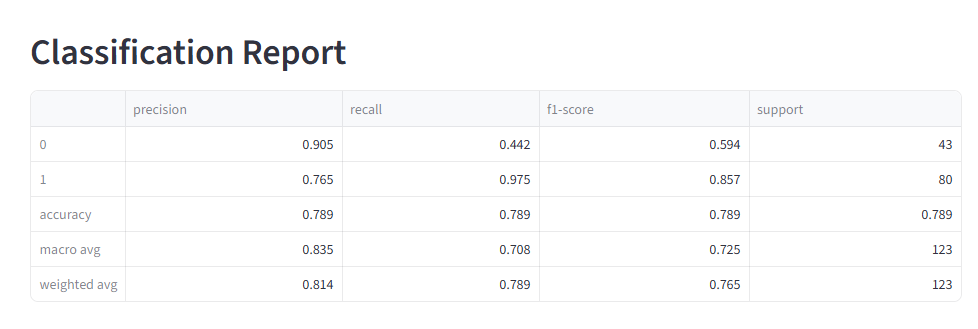 Classification Report
precision recall f1-score support
0 0.905 0.442 0.594 43
1 0.765 0.975 0.857 80
accuracy 0.789 0.789 0.789 0.789
macro avg 0.835 0.708 0.725 123
weighted avg 0.814 0.789 0.765 123